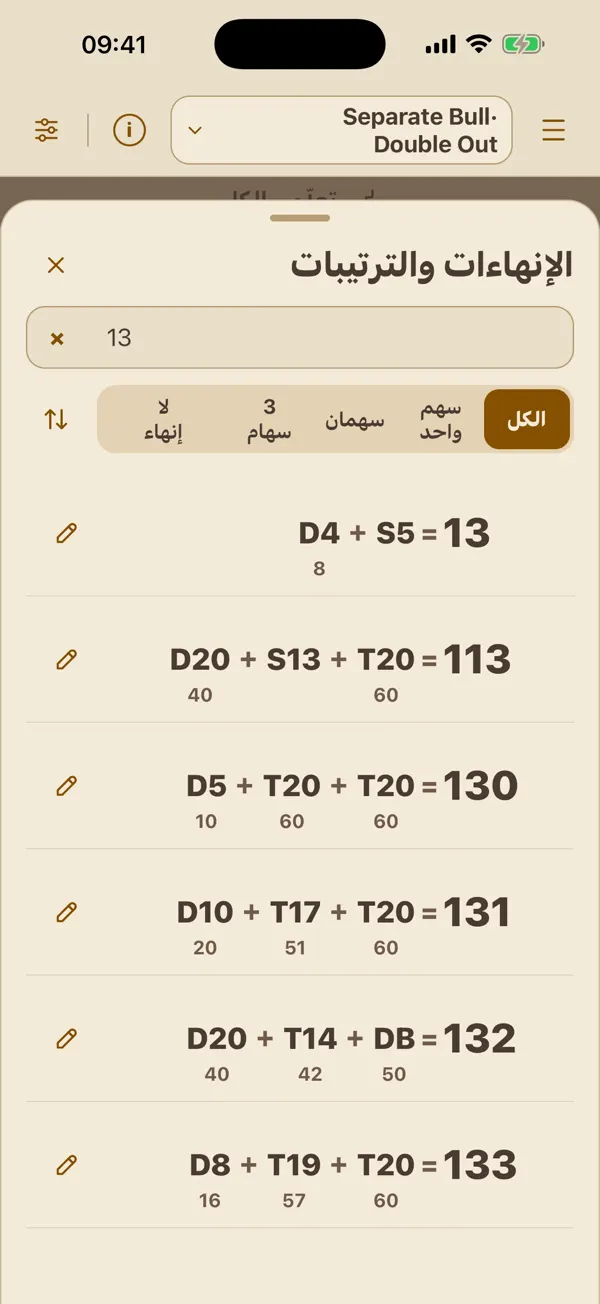 09:41
Separate Bull·
Double Out
الإنهاءات والترتيبات
13
الكل
سهم واحد
سهمان
3 سهام
لا إنهاء
13 = S5 + D4
8
113 = T20 + S13 + D20
60 40
130 = T20 + T20 + D5
60 60 10
131 = T20 + T17 + D10
60 51 20
132 = DB + T14 + D20
50 42 40
133 = T20 + T19 + D8
60 57 16